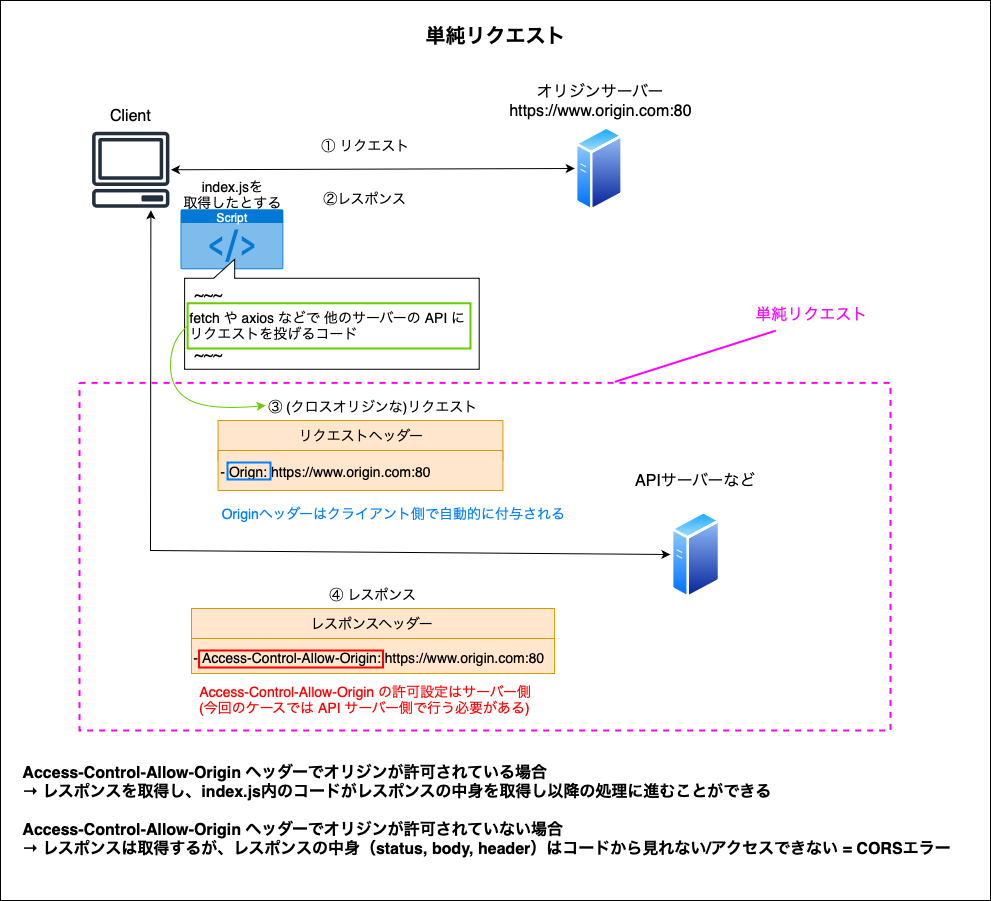 単純リクエスト
オリジンサーバー
https://www.origin.com:80
Client
① リクエスト
index.jsを
取得したとする
②レスポンス
Script
</>
~~~
fetch や axios などで 他のサーバーの API に
リクエストを投げるコード
~~~
単純リクエスト
③ (クロスオリジンな)リクエスト
リクエストヘッダー
- Orign: https://www.origin.com:80
Originヘッダーはクライアント側で自動的に付与される
APIサーバーなど
④ レスポンス
レスポンスヘッダー
- Access-Control-Allow-Origin: https://www.origin.com:80
Access-Control-Allow-Origin の許可設定はサーバー側
(今回のケースでは API サーバー側で行う必要がある)
Access-Control-Allow-Origin ヘッダーでオリジンが許可されている場合
→ レスポンスを取得し、index.js内のコードがレスポンスの中身を取得し以降の処理に進むことができる
Access-Control-Allow-Origin ヘッダーでオリジンが許可されていない場合
→ レスポンスは取得するが、レスポンスの中身（status, body, header）はコードから見れない/アクセスできない = CORSエラー